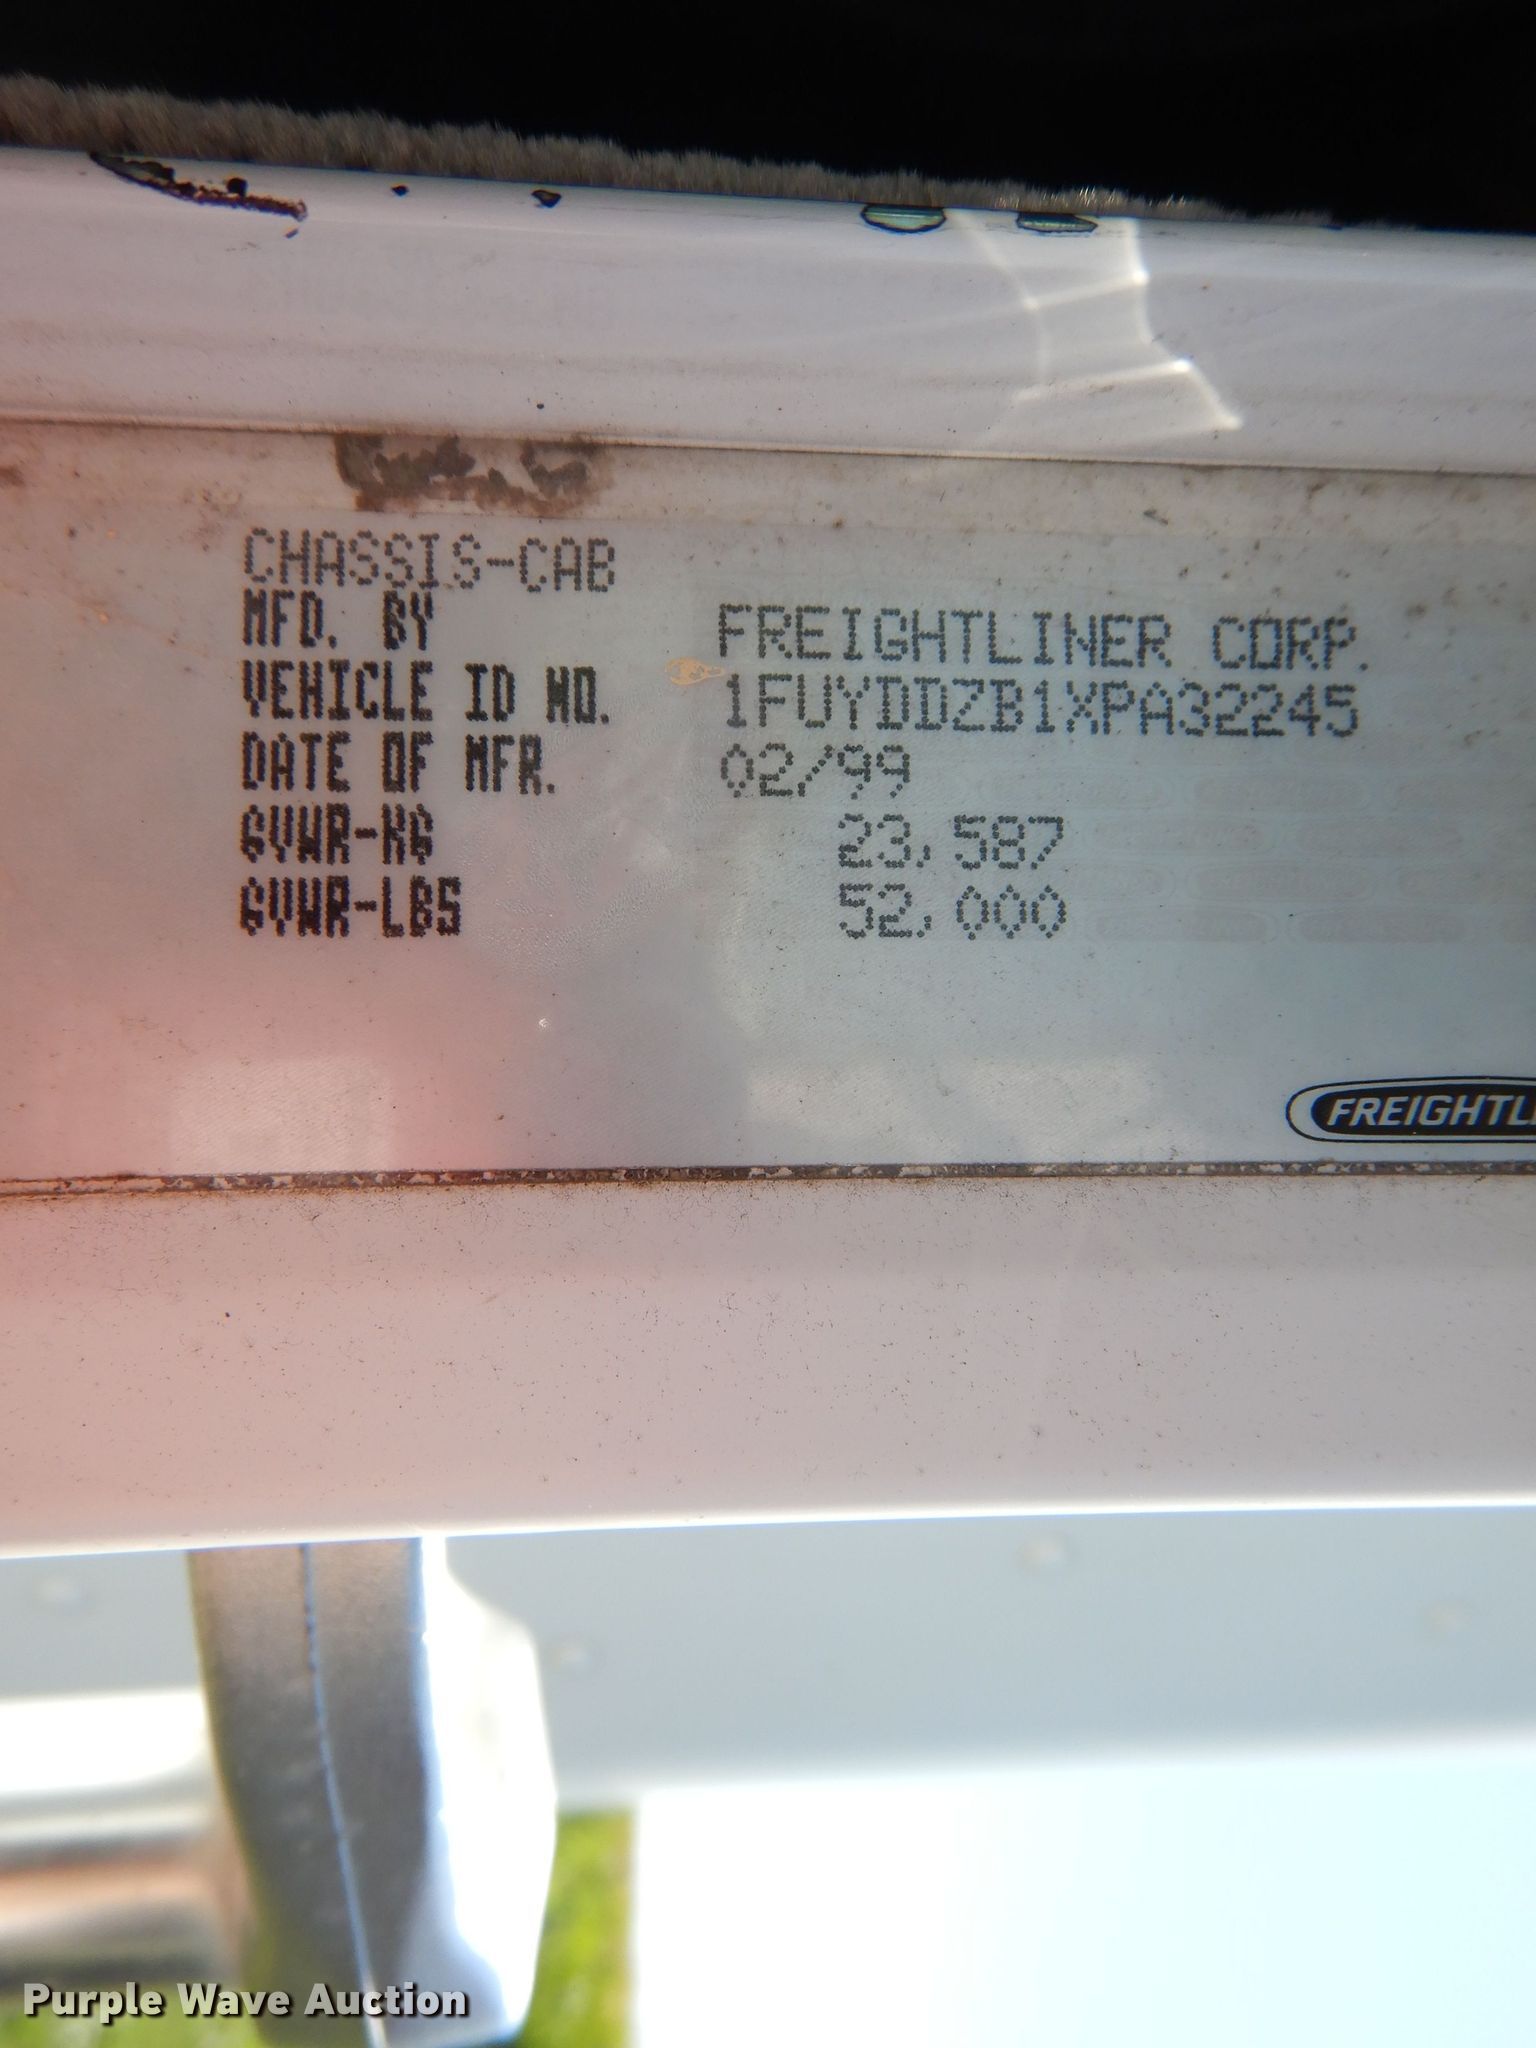 CHASSIS-CAB
MFD. BY FREIGHTLINER CORP.
VEHICLE ID NO. 1FUYDDZB1XPA32245
DATE OF MFR. 02/99
GVWR-KG 23,587
GVWR-LBS 52,000
FREIGHTL
Purple Wave Auction